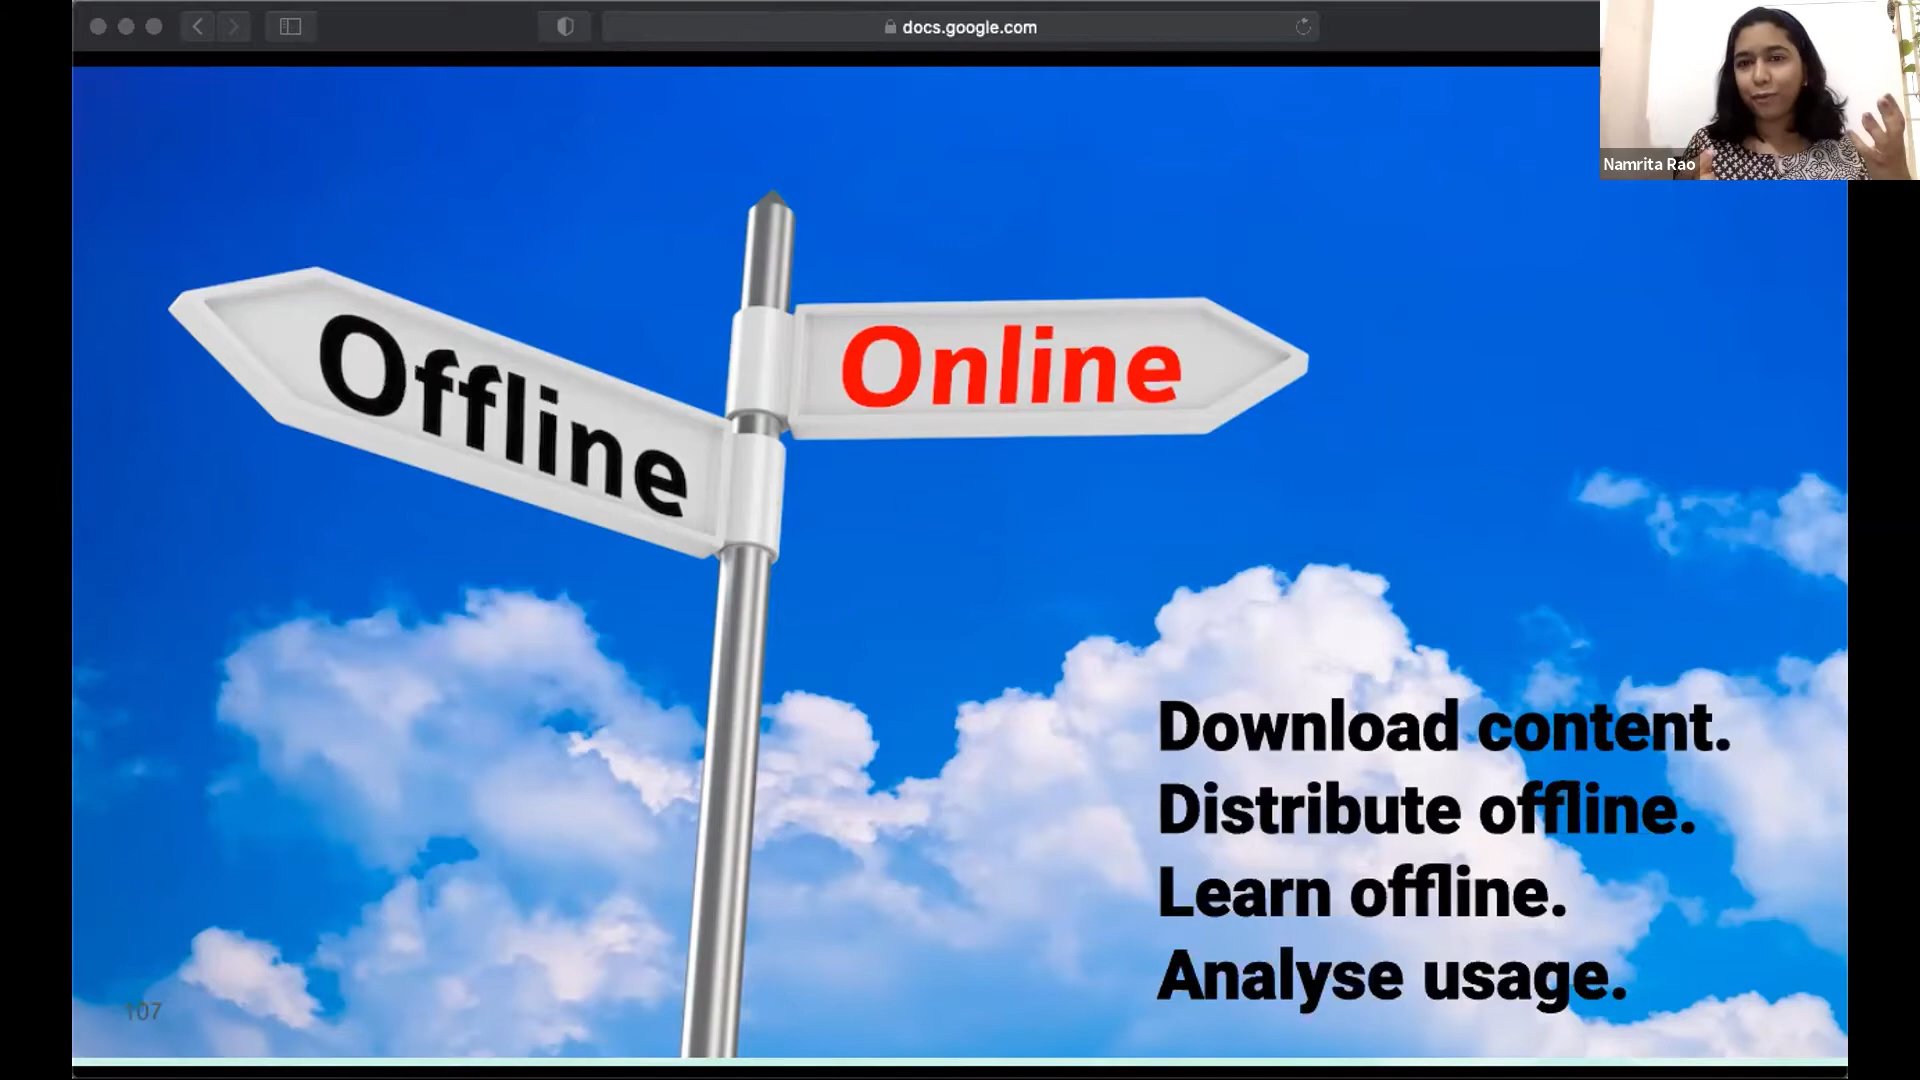 docs.google.com
Namrita Rao
Offline
Online
Download content.
Distribute offline.
Learn offline.
Analyse usage.
107